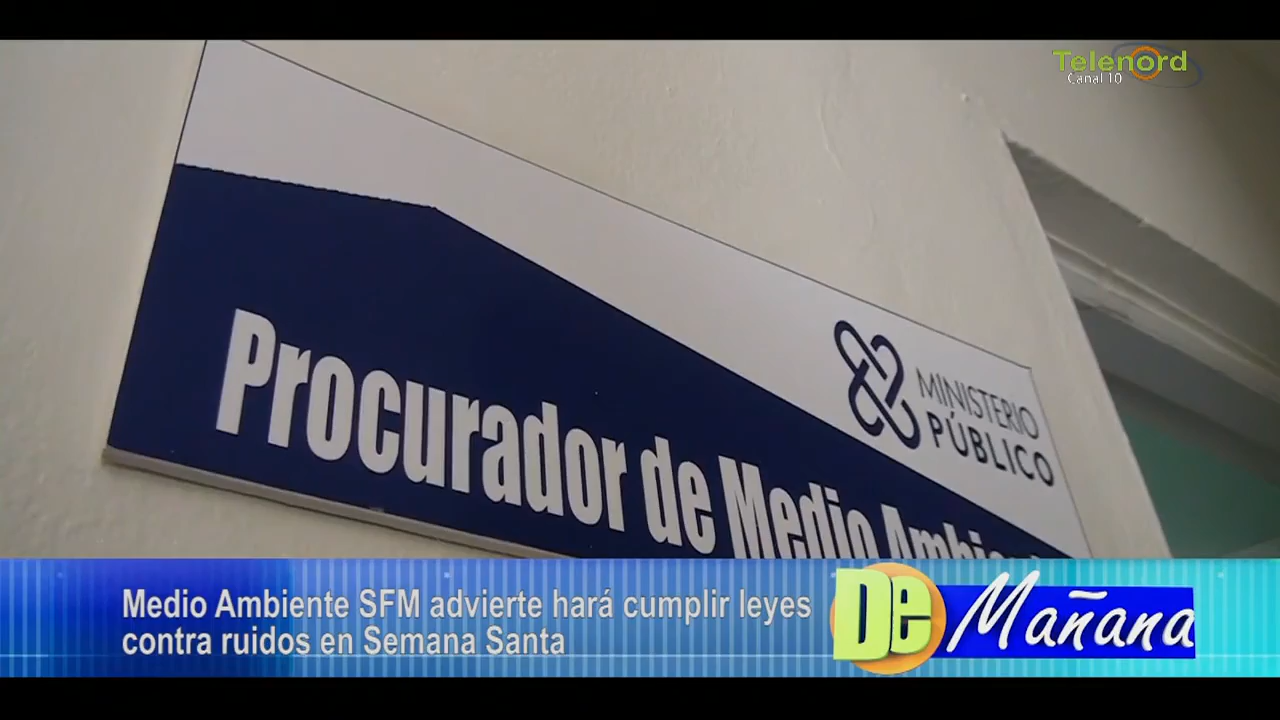 Telenord
Canal 10
MINISTERIO
PÚBLICO
Procurador de Medio Ambient
Medio Ambiente SFM advierte hará cumplir leyes
contra ruidos en Semana Santa
De Mañana